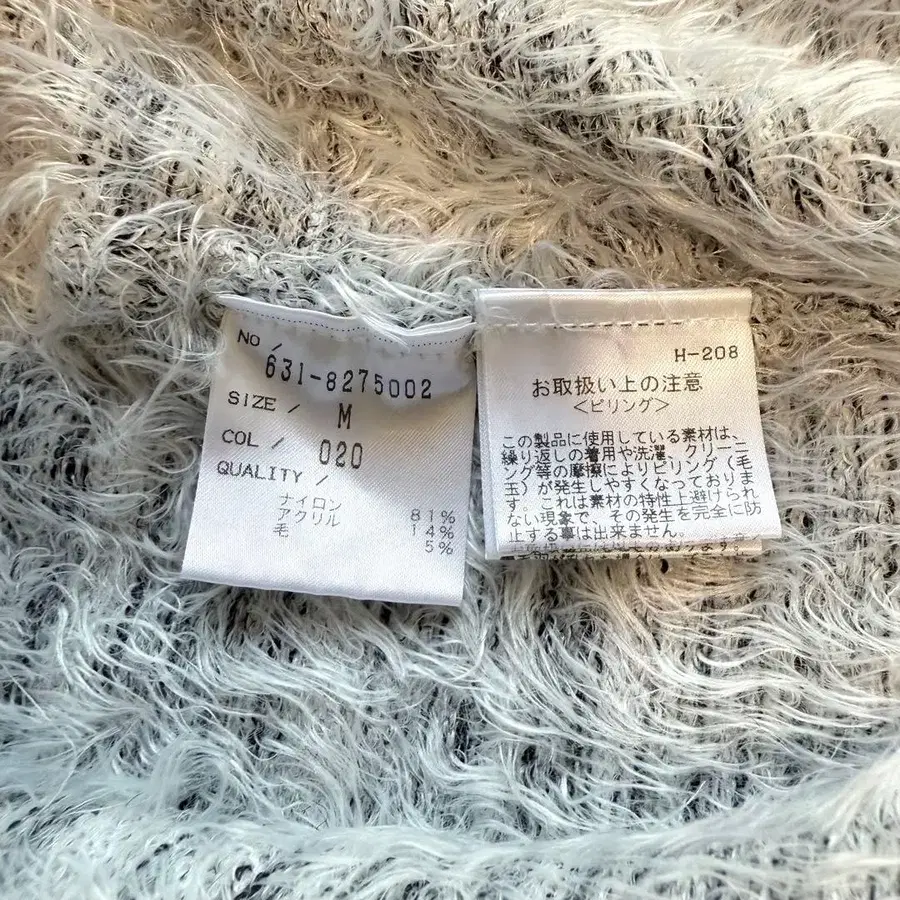 NO /
631-8275002
SIZE / M
COL / 020
QUALITY /
ナイロン 81%
アクリル 14%
毛 5%
H-208
お取扱い上の注意
<ピリング>
この製品に使用している素材は、
繰り返しの着用や洗濯、クリーニ
ング等の摩擦によりピリング(毛
玉)が発生しやすくなっておりま
す。これは素材の特性上避けられ
ない現象で、その発生を完全に防
止する事は出来ません。